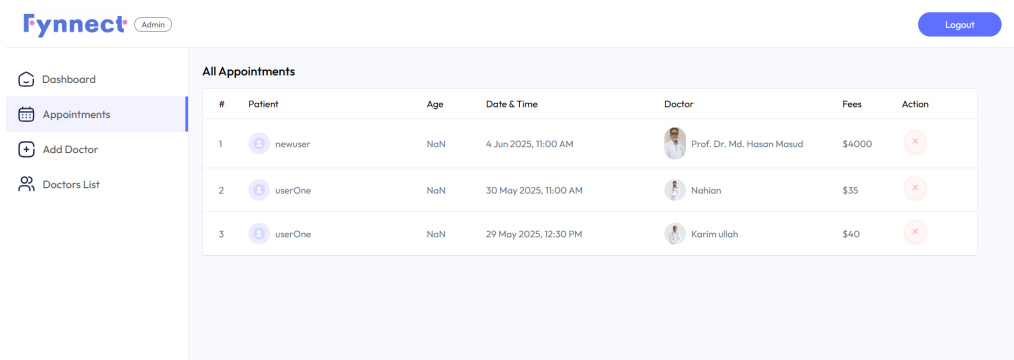 Fynnect Admin Logout
Dashboard
Appointments
Add Doctor
Doctors List
All Appointments
# Patient Age Date & Time Doctor Fees Action
1 newuser NaN 4 Jun 2025, 11:00 AM Prof. Dr. Md. Hasan Masud $4000
2 userOne NaN 30 May 2025, 11:00 AM Nahian $35
3 userOne NaN 29 May 2025, 12:30 PM Karim ullah $40